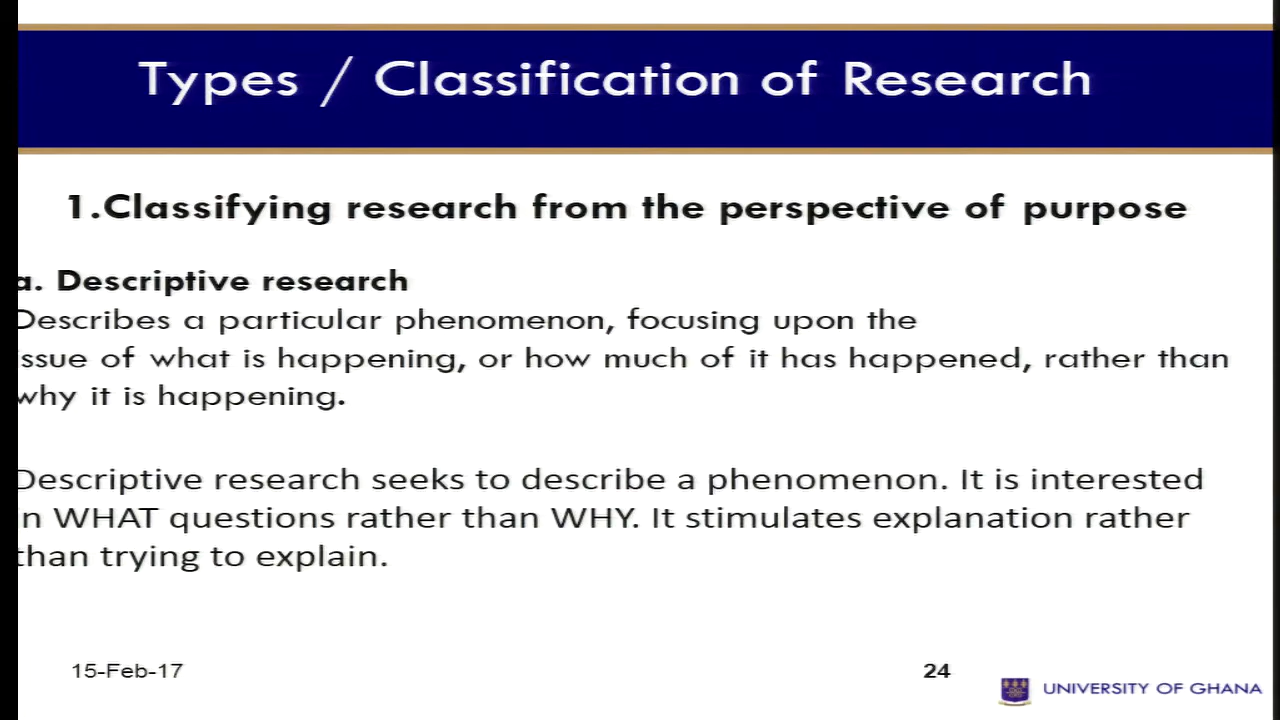 Types / Classification of Research
1.Classifying research from the perspective of purpose
a. Descriptive research
Describes a particular phenomenon, focusing upon the
issue of what is happening, or how much of it has happened, rather than
why it is happening.
Descriptive research seeks to describe a phenomenon. It is interested
in WHAT questions rather than WHY. It stimulates explanation rather
than trying to explain.
15-Feb-17
24
UNIVERSITY OF GHANA